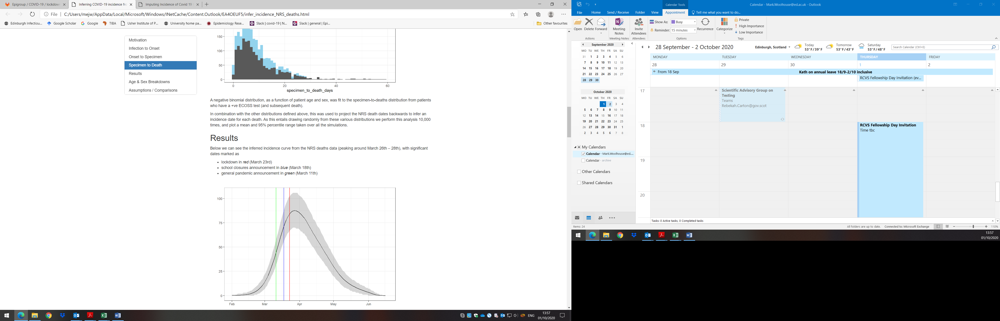 Epigroup / COVID-19 / lockdown
Inferring COVID-19 incidence fro
Imputing Incidence of Covid 19
File
C:/Users/mejw/AppData/Local/Microsoft/Windows/INetCache/Content.Outlook/EA4OEUF5/infer_incidence_NRS_deaths.html
Edinburgh Infectiou...
Google Scholar
Google
TIBA
Usher Institute of P...
University home pa...
Epidemiology Rese...
Slack | covid-19 | N...
Slack | general | Epi...
Other favourites
Motivation
Infection to Onset
Onset to Specimen
Specimen to Death
Results
Age & Sex Breakdowns
Assumptions / Comparisons
150
100
50
0
0 20 40 60
specimen_to_death_days
A negative binomial distribution, as a function of patient age and sex, was fit to the specimen-to-deaths distribution from patients
who have a +ve ECOSS test (and subsequent death).
In combination with the other distributions defined above, this was used to project the NRS death dates backwards to infer an
incidence date for each death. As this entails drawing randomly from these various distributions we perform this analysis 10,000
times, and plot a mean and 95% percentile range taken over all the simulations.
Results
Below we can see the inferred incidence curve from the NRS deaths data (peaking around March 26th – 28th), with significant
dates marked as
• lockdown in red (March 23rd)
• school closures announcement in blue (March 18th)
• general pandemic announcement in green (March 11th)
100
75
50
25
0
Feb Mar Apr May Jun
ENG
13:57
01/10/2020
Calendar Tools
Calendar - Mark.Woolhouse@ed.ac.uk - Outlook
File Home Send / Receive Folder View Appointment Tell me what you want to do...
Open Delete Forward
Actions
Meeting
Notes
Meeting Notes
Invite
Attendees
Attendees
Show As: Busy
Reminder: 15 minutes
Recurrence
Options
Categorize
Private
High Importance
Low Importance
Tags
September 2020
MO TU WE TH FR SA SU
31 1 2 3 4 5 6
7 8 9 10 11 12 13
14 15 16 17 18 19 20
21 22 23 24 25 26 27
28 29 30
October 2020
MO TU WE TH FR SA SU
1 2 3 4
5 6 7 8 9 10 11
12 13 14 15 16 17 18
19 20 21 22 23 24 25
26 27 28 29 30 31 1
2 3 4 5 6 7 8
My Calendars
Calendar - Mark.Woolhouse@ed....
Calendar - archive
Other Calendars
Shared Calendars
28 September - 2 October 2020
Edinburgh, Scotland
Today
53°F/39°F
Tomorrow
53°F/43°F
Saturday
53°F/48°F
Search Calendar (Ctrl+E)
MONDAY TUESDAY WEDNESDAY THURSDAY FRIDAY
28 29 30 1 2
From 18 Sep
Kath on annual leave 18/9-2/10 inclusive
RCVS Fellowship Day Invitation (ev...
17
Scientific Advisory Group on
Testing
Teams
Rebekah.Carton@gov.scot
18
RCVS Fellowship Day Invitation
Time tbc
19
20
Tasks: 0 Active tasks, 0 Completed tasks
Items: 24
All folders are up to date.
Connected to: Microsoft Exchange
110%
13:57
01/10/2020